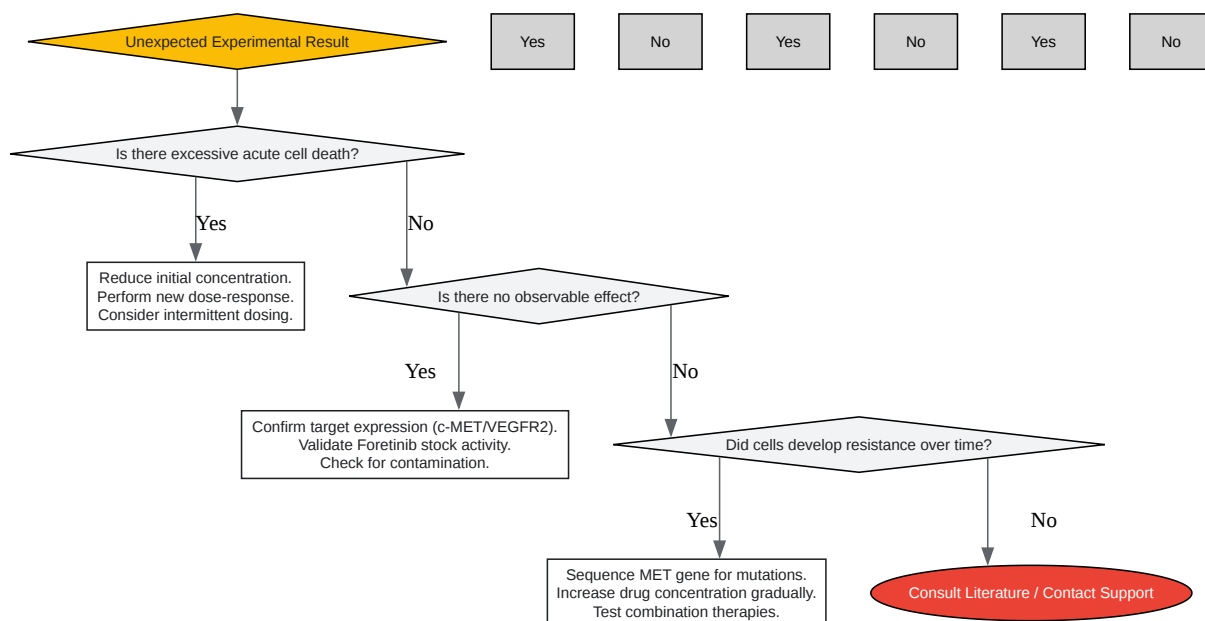 Unexpected Experimental Result
Yes
No
Yes
No
Yes
No
Is there excessive acute cell death?
Yes
No
Reduce initial concentration.
Perform new dose-response.
Consider intermittent dosing.
Is there no observable effect?
Yes
No
Confirm target expression (c-MET/VEGFR2).
Validate Foretinib stock activity.
Check for contamination.
Did cells develop resistance over time?
Yes
No
Sequence MET gene for mutations.
Increase drug concentration gradually.
Test combination therapies.
Consult Literature / Contact Support